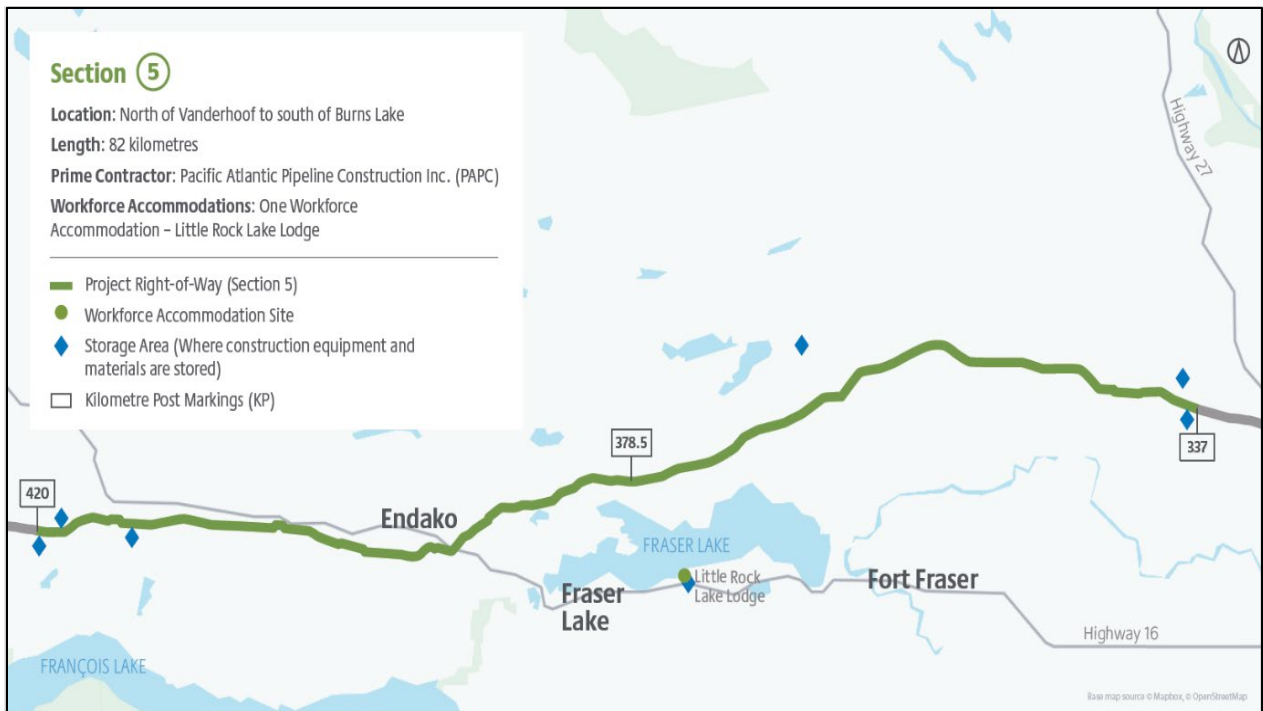 Section 5
Location: North of Vanderhoof to south of Burns Lake
Length: 82 kilometres
Prime Contractor: Pacific Atlantic Pipeline Construction Inc. (PAPC)
Workforce Accommodations: One Workforce
Accommodation – Little Rock Lake Lodge
Project Right-of-Way (Section 5)
Workforce Accommodation Site
Storage Area (Where construction equipment and
materials are stored)
Kilometre Post Markings (KP)
Highway 27
378.5
337
420
Endako
FRASER LAKE
Little Rock
Lake Lodge
Fort Fraser
Fraser
Lake
Highway 16
FRANÇOIS LAKE
Base map source © Mapbox, © OpenStreetMap